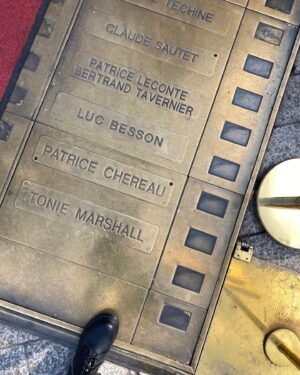 TECHINE
CLAUDE SAUTET
PATRICE LECONTE
BERTRAND TAVERNIER
LUC BESSON
PATRICE CHEREAU
TONIE MARSHALL